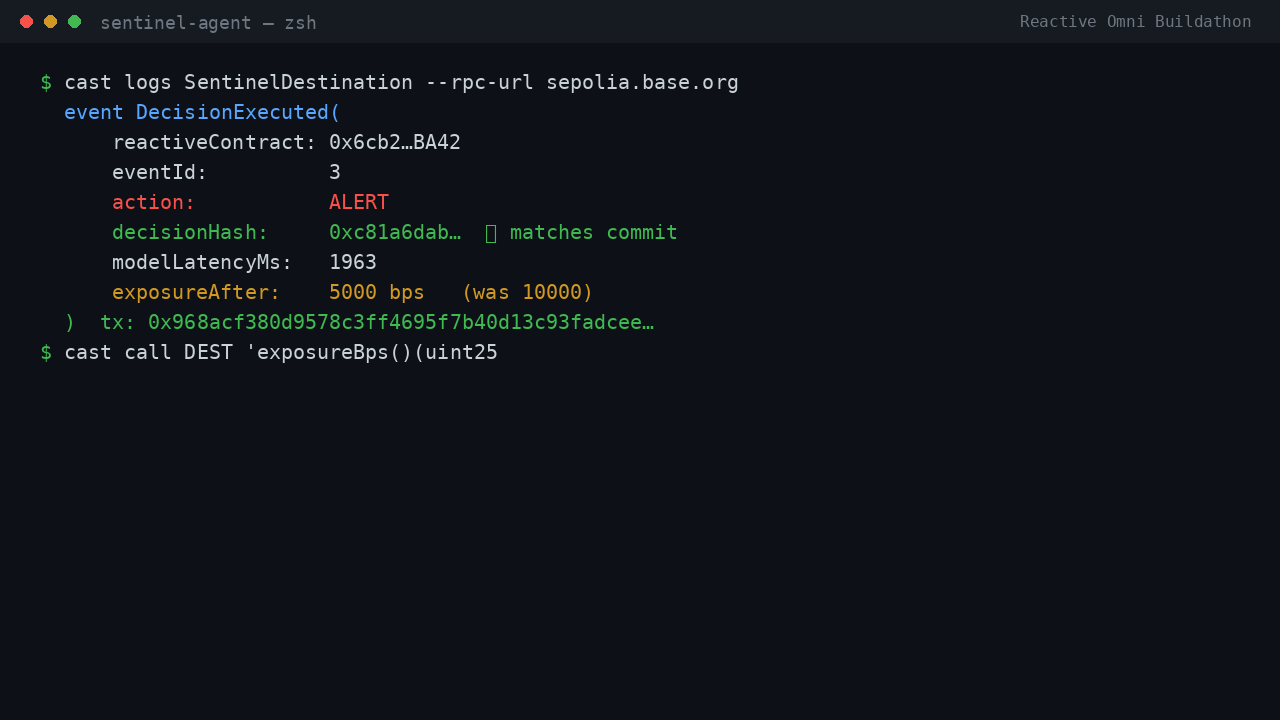 sentinel-agent — zsh
Reactive Omni Buildathon
$ cast logs SentinelDestination --rpc-url sepolia.base.org
event DecisionExecuted(
reactiveContract: 0x6cb2…BA42
eventId: 3
action: ALERT
decisionHash: 0xc81a6dab… ▯ matches commit
modelLatencyMs: 1963
exposureAfter: 5000 bps (was 10000)
) tx: 0x968acf380d9578c3ff4695f7b40d13c93fadcee…
$ cast call DEST 'exposureBps()(uint25